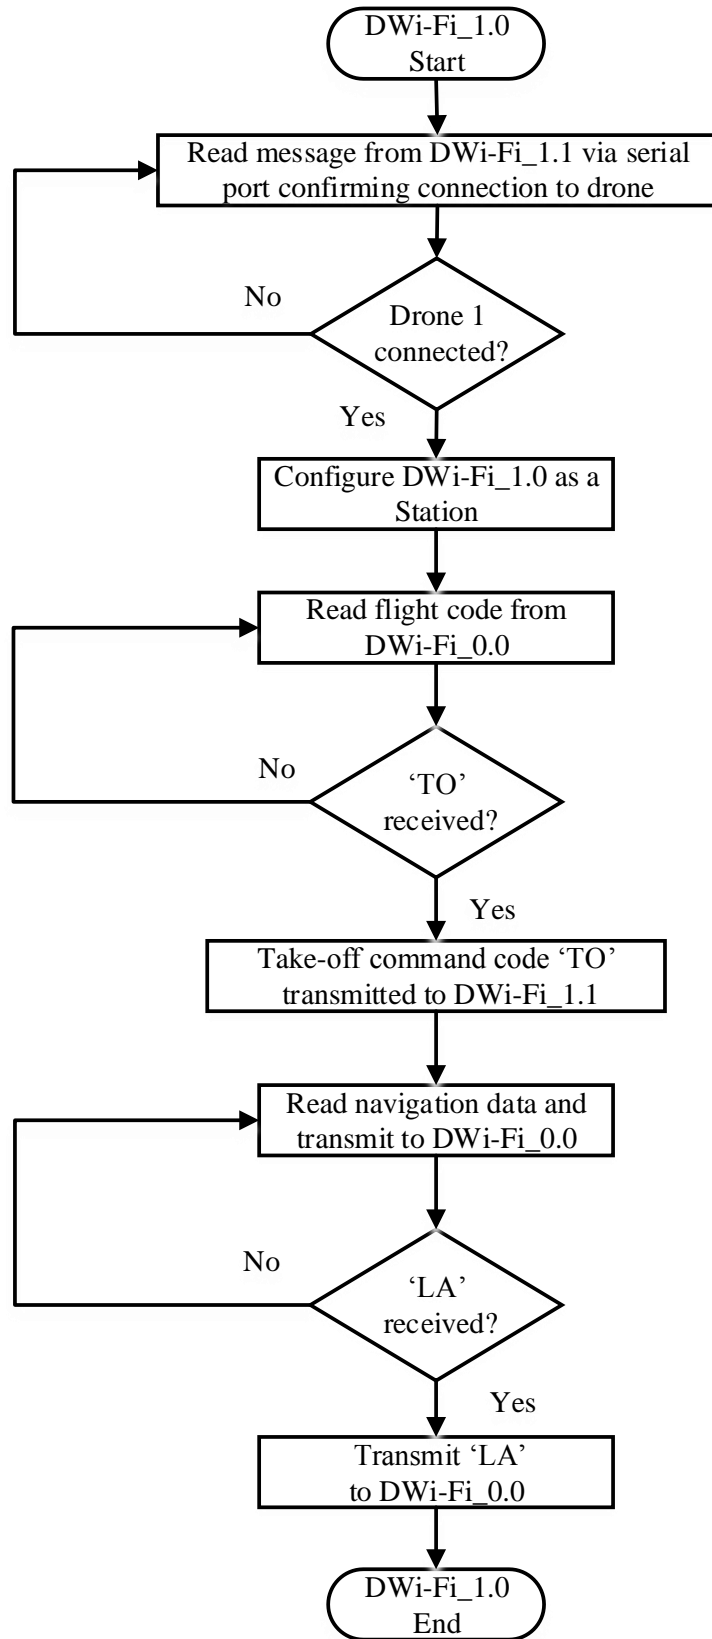 DWi-Fi_1.0
Start
Read message from DWi-Fi_1.1 via serial
port confirming connection to drone
No
Drone 1
connected?
Yes
Configure DWi-Fi_1.0 as a
Station
Read flight code from
DWi-Fi_0.0
No
‘TO’
received?
Yes
Take-off command code ‘TO’
transmitted to DWi-Fi_1.1
Read navigation data and
transmit to DWi-Fi_0.0
No
‘LA’
received?
Yes
Transmit ‘LA’
to DWi-Fi_0.0
DWi-Fi_1.0
End